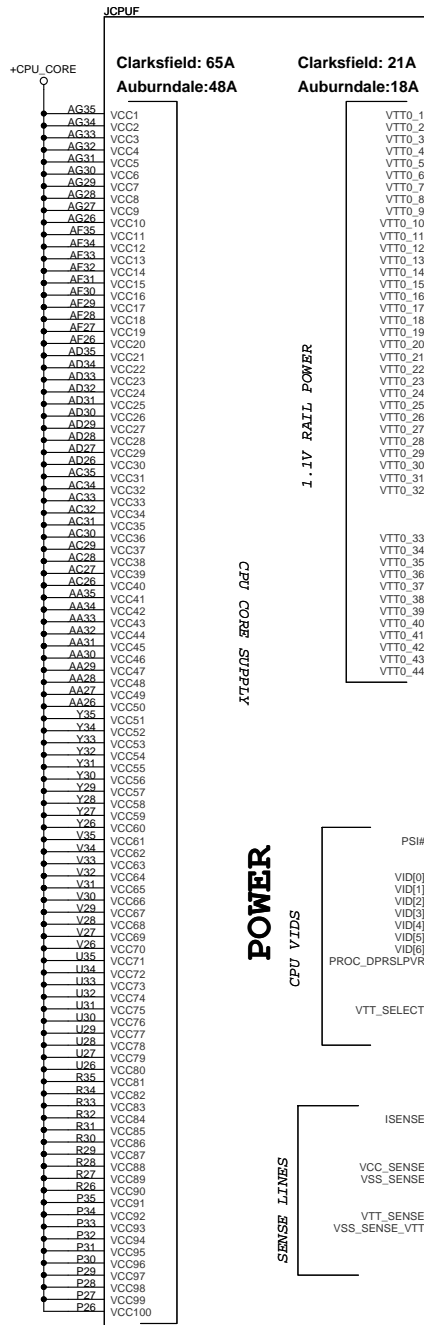 JCPUF
Clarksfield: 65A
Auburndale:48A
Clarksfield: 21A
Auburndale:18A
+CPU_CORE
AG35 VCC1
AG34 VCC2
AG33 VCC3
AG32 VCC4
AG31 VCC5
AG30 VCC6
AG29 VCC7
AG28 VCC8
AG27 VCC9
AG26 VCC10
AF35 VCC11
AF34 VCC12
AF33 VCC13
AF32 VCC14
AF31 VCC15
AF30 VCC16
AF29 VCC17
AF28 VCC18
AF27 VCC19
AF26 VCC20
AD35 VCC21
AD34 VCC22
AD33 VCC23
AD32 VCC24
AD31 VCC25
AD30 VCC26
AD29 VCC27
AD28 VCC28
AD27 VCC29
AD26 VCC30
AC35 VCC31
AC34 VCC32
AC33 VCC33
AC32 VCC34
AC31 VCC35
AC30 VCC36
AC29 VCC37
AC28 VCC38
AC27 VCC39
AC26 VCC40
AA35 VCC41
AA34 VCC42
AA33 VCC43
AA32 VCC44
AA31 VCC45
AA30 VCC46
AA29 VCC47
AA28 VCC48
AA27 VCC49
AA26 VCC50
Y35 VCC51
Y34 VCC52
Y33 VCC53
Y32 VCC54
Y31 VCC55
Y30 VCC56
Y29 VCC57
Y28 VCC58
Y27 VCC59
Y26 VCC60
V35 VCC61
V34 VCC62
V33 VCC63
V32 VCC64
V31 VCC65
V30 VCC66
V29 VCC67
V28 VCC68
V27 VCC69
V26 VCC70
U35 VCC71
U34 VCC72
U33 VCC73
U32 VCC74
U31 VCC75
U30 VCC76
U29 VCC77
U28 VCC78
U27 VCC79
U26 VCC80
R35 VCC81
R34 VCC82
R33 VCC83
R32 VCC84
R31 VCC85
R30 VCC86
R29 VCC87
R28 VCC88
R27 VCC89
R26 VCC90
P35 VCC91
P34 VCC92
P33 VCC93
P32 VCC94
P31 VCC95
P30 VCC96
P29 VCC97
P28 VCC98
P27 VCC99
P26 VCC100
CPU CORE SUPPLY
POWER
1.1V RAIL POWER
VTT0_1
VTT0_2
VTT0_3
VTT0_4
VTT0_5
VTT0_6
VTT0_7
VTT0_8
VTT0_9
VTT0_10
VTT0_11
VTT0_12
VTT0_13
VTT0_14
VTT0_15
VTT0_16
VTT0_17
VTT0_18
VTT0_19
VTT0_20
VTT0_21
VTT0_22
VTT0_23
VTT0_24
VTT0_25
VTT0_26
VTT0_27
VTT0_28
VTT0_29
VTT0_30
VTT0_31
VTT0_32
VTT0_33
VTT0_34
VTT0_35
VTT0_36
VTT0_37
VTT0_38
VTT0_39
VTT0_40
VTT0_41
VTT0_42
VTT0_43
VTT0_44
CPU VIDS
PSI#
VID[0]
VID[1]
VID[2]
VID[3]
VID[4]
VID[5]
VID[6]
PROC_DPRSLPVR
VTT_SELECT
SENSE LINES
ISENSE
VCC_SENSE
VSS_SENSE
VTT_SENSE
VSS_SENSE_VTT